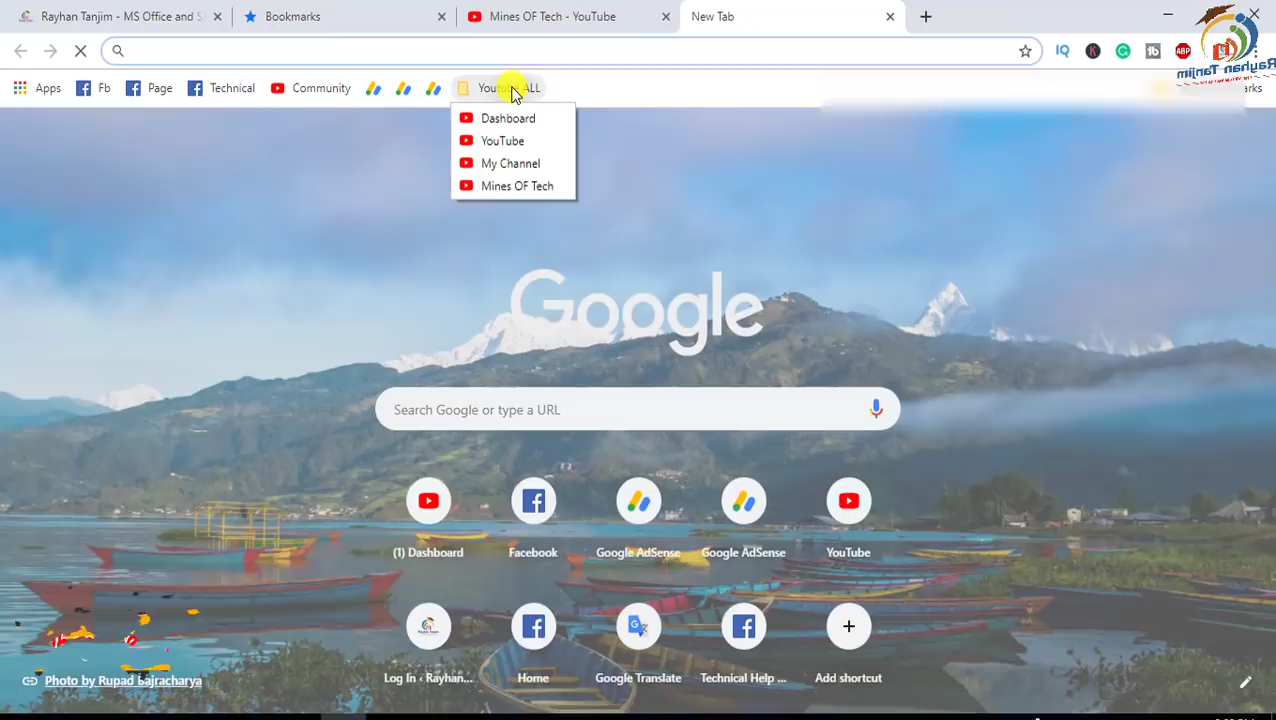 Rayhan Tanjim - MS Office and S
Bookmarks
Mines OF Tech - YouTube
New Tab
Rayhan Tanjim
Apps
Fb
Page
Technical
Community
Dashboard
YouTube
My Channel
Mines OF Tech
Google
Search Google or type a URL
(1) Dashboard
Facebook
Google AdSense
Google AdSense
YouTube
Log In ‹ Rayhan...
Home
Google Translate
Technical Help ...
Add shortcut
Photo by Rupad Bajracharya